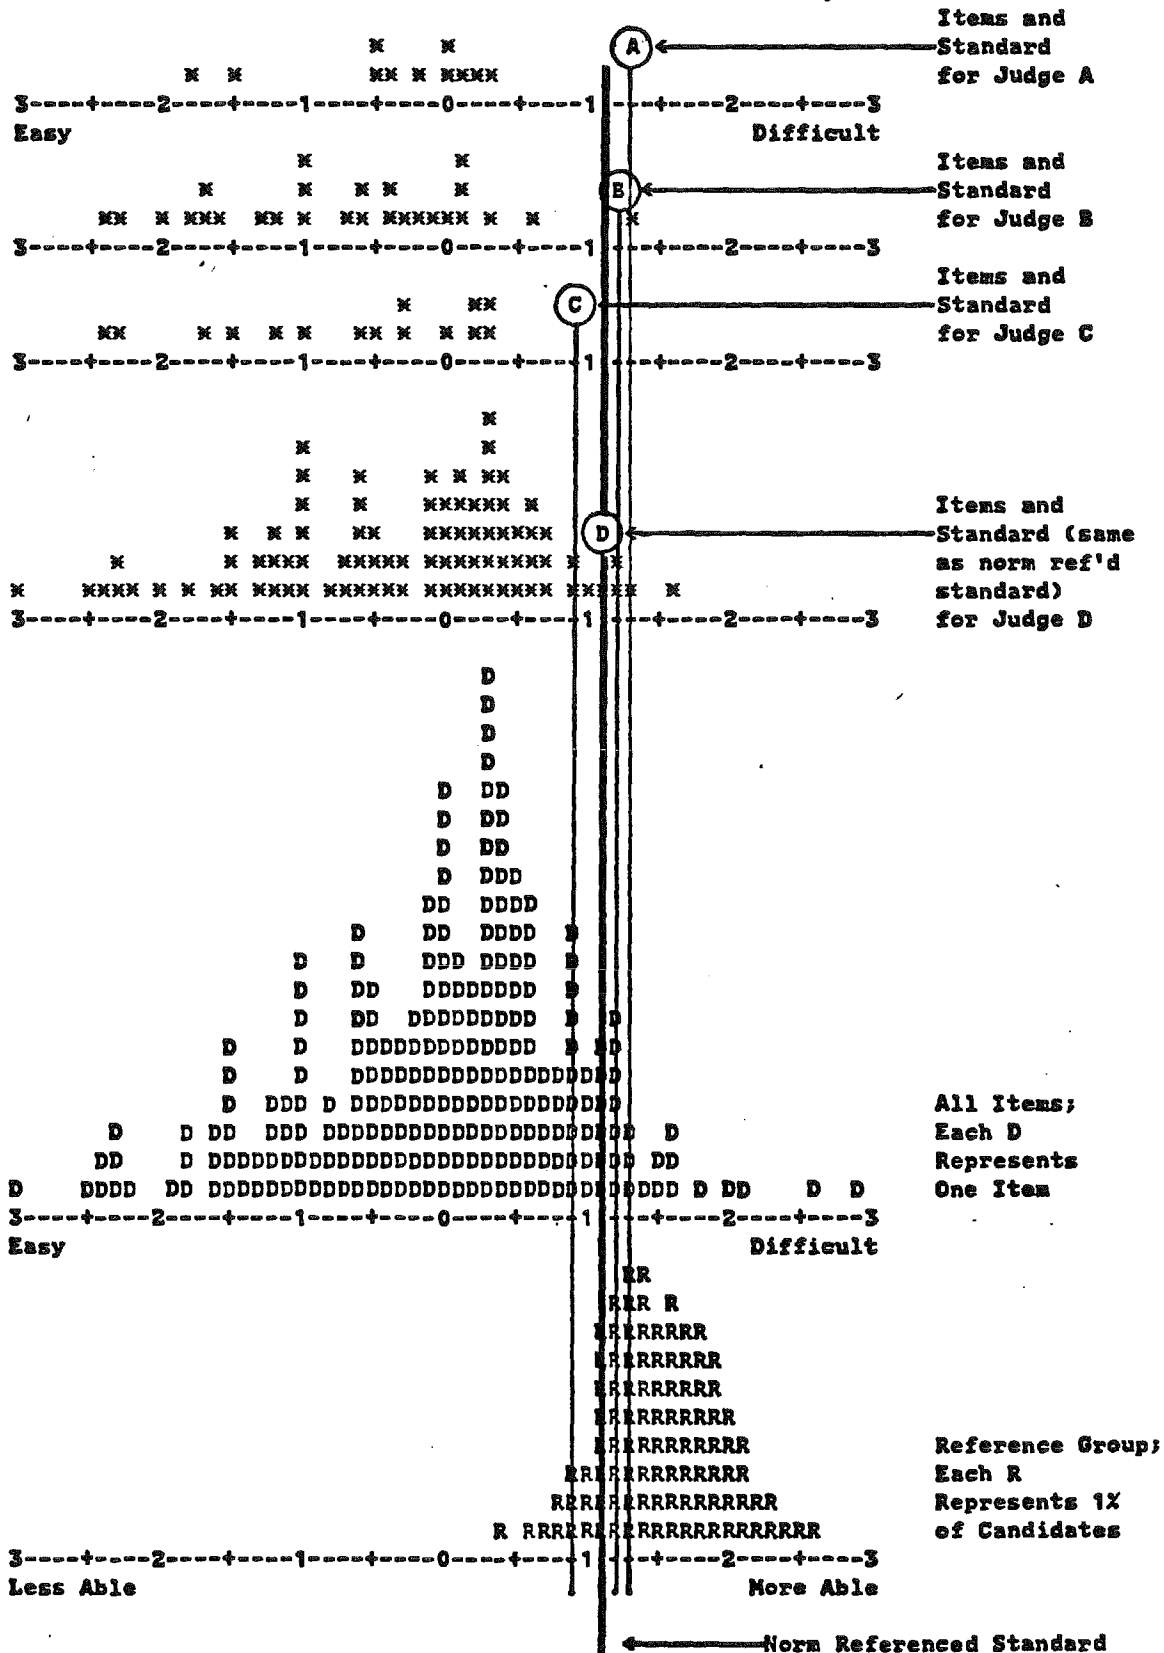 Items and
Standard
for Judge A
A
3----+----2----+----1----+----0----+----1----+----2----+----3
Easy Difficult
Items and
Standard
for Judge B
B
3----+----2----+----1----+----0----+----1----+----2----+----3
Items and
Standard
for Judge C
C
3----+----2----+----1----+----0----+----1----+----2----+----3
Items and
Standard (same
as norm ref'd
standard)
for Judge D
D
3----+----2----+----1----+----0----+----1----+----2----+----3
All Items;
Each D
Represents
One Item
3----+----2----+----1----+----0----+----1----+----2----+----3
Easy Difficult
Reference Group;
Each R
Represents 1%
of Candidates
3----+----2----+----1----+----0----+----1----+----2----+----3
Less Able More Able
Norm Referenced Standard